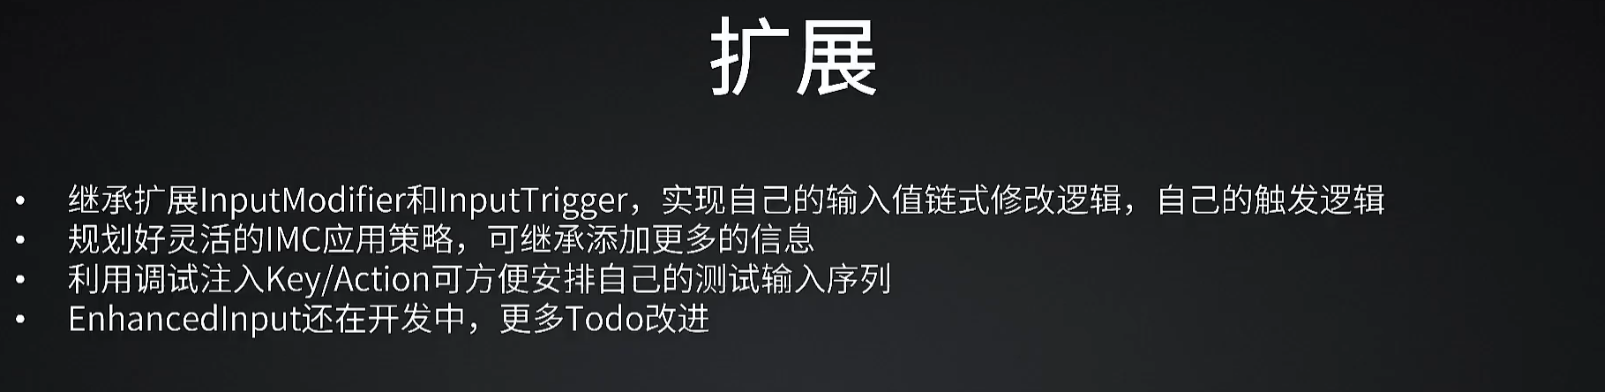 扩展
• 继承扩展InputModifier和InputTrigger，实现自己的输入值链式修改逻辑，自己的触发逻辑
• 规划好灵活的IMC应用策略，可继承添加更多的信息
• 利用调试注入Key/Action可方便安排自己的测试输入序列
• EnhancedInput还在开发中，更多Todo改进